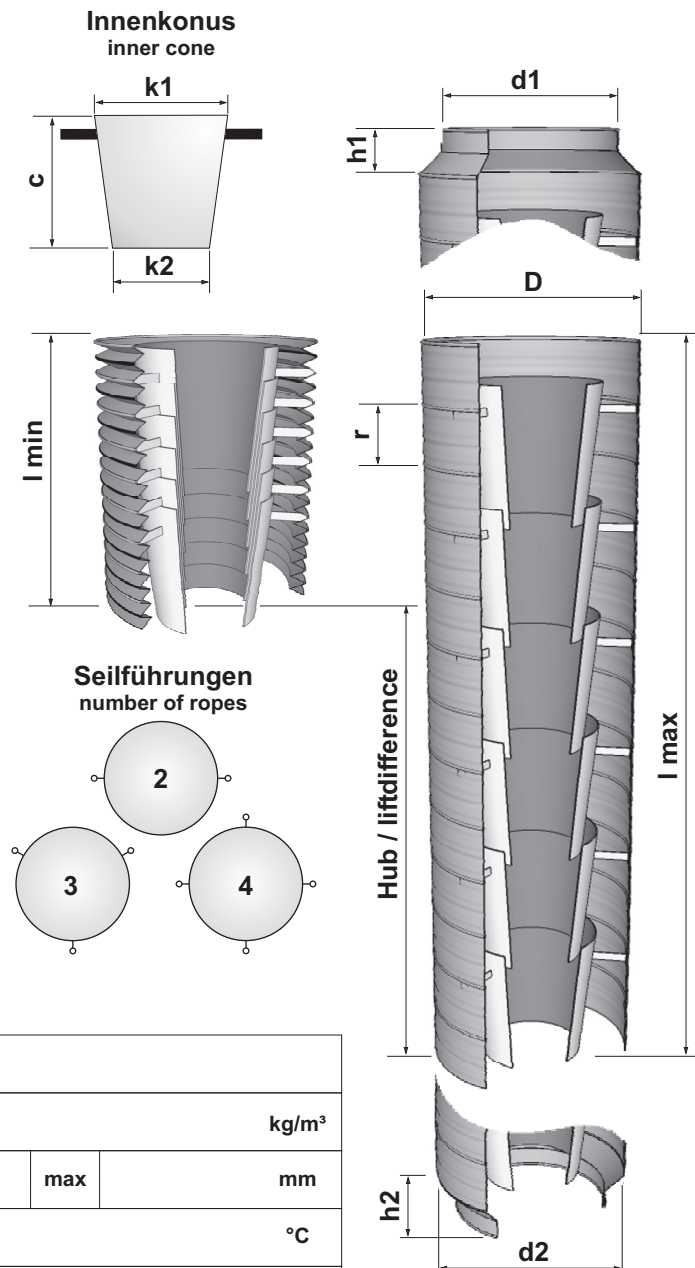 Innenkonus
inner cone
k1
c
k2
d1
h1
D
l min
r
Hub / liftdifference
l max
Seilführungen
number of ropes
2
3
4
kg/m³
max
mm
°C
h2
d2